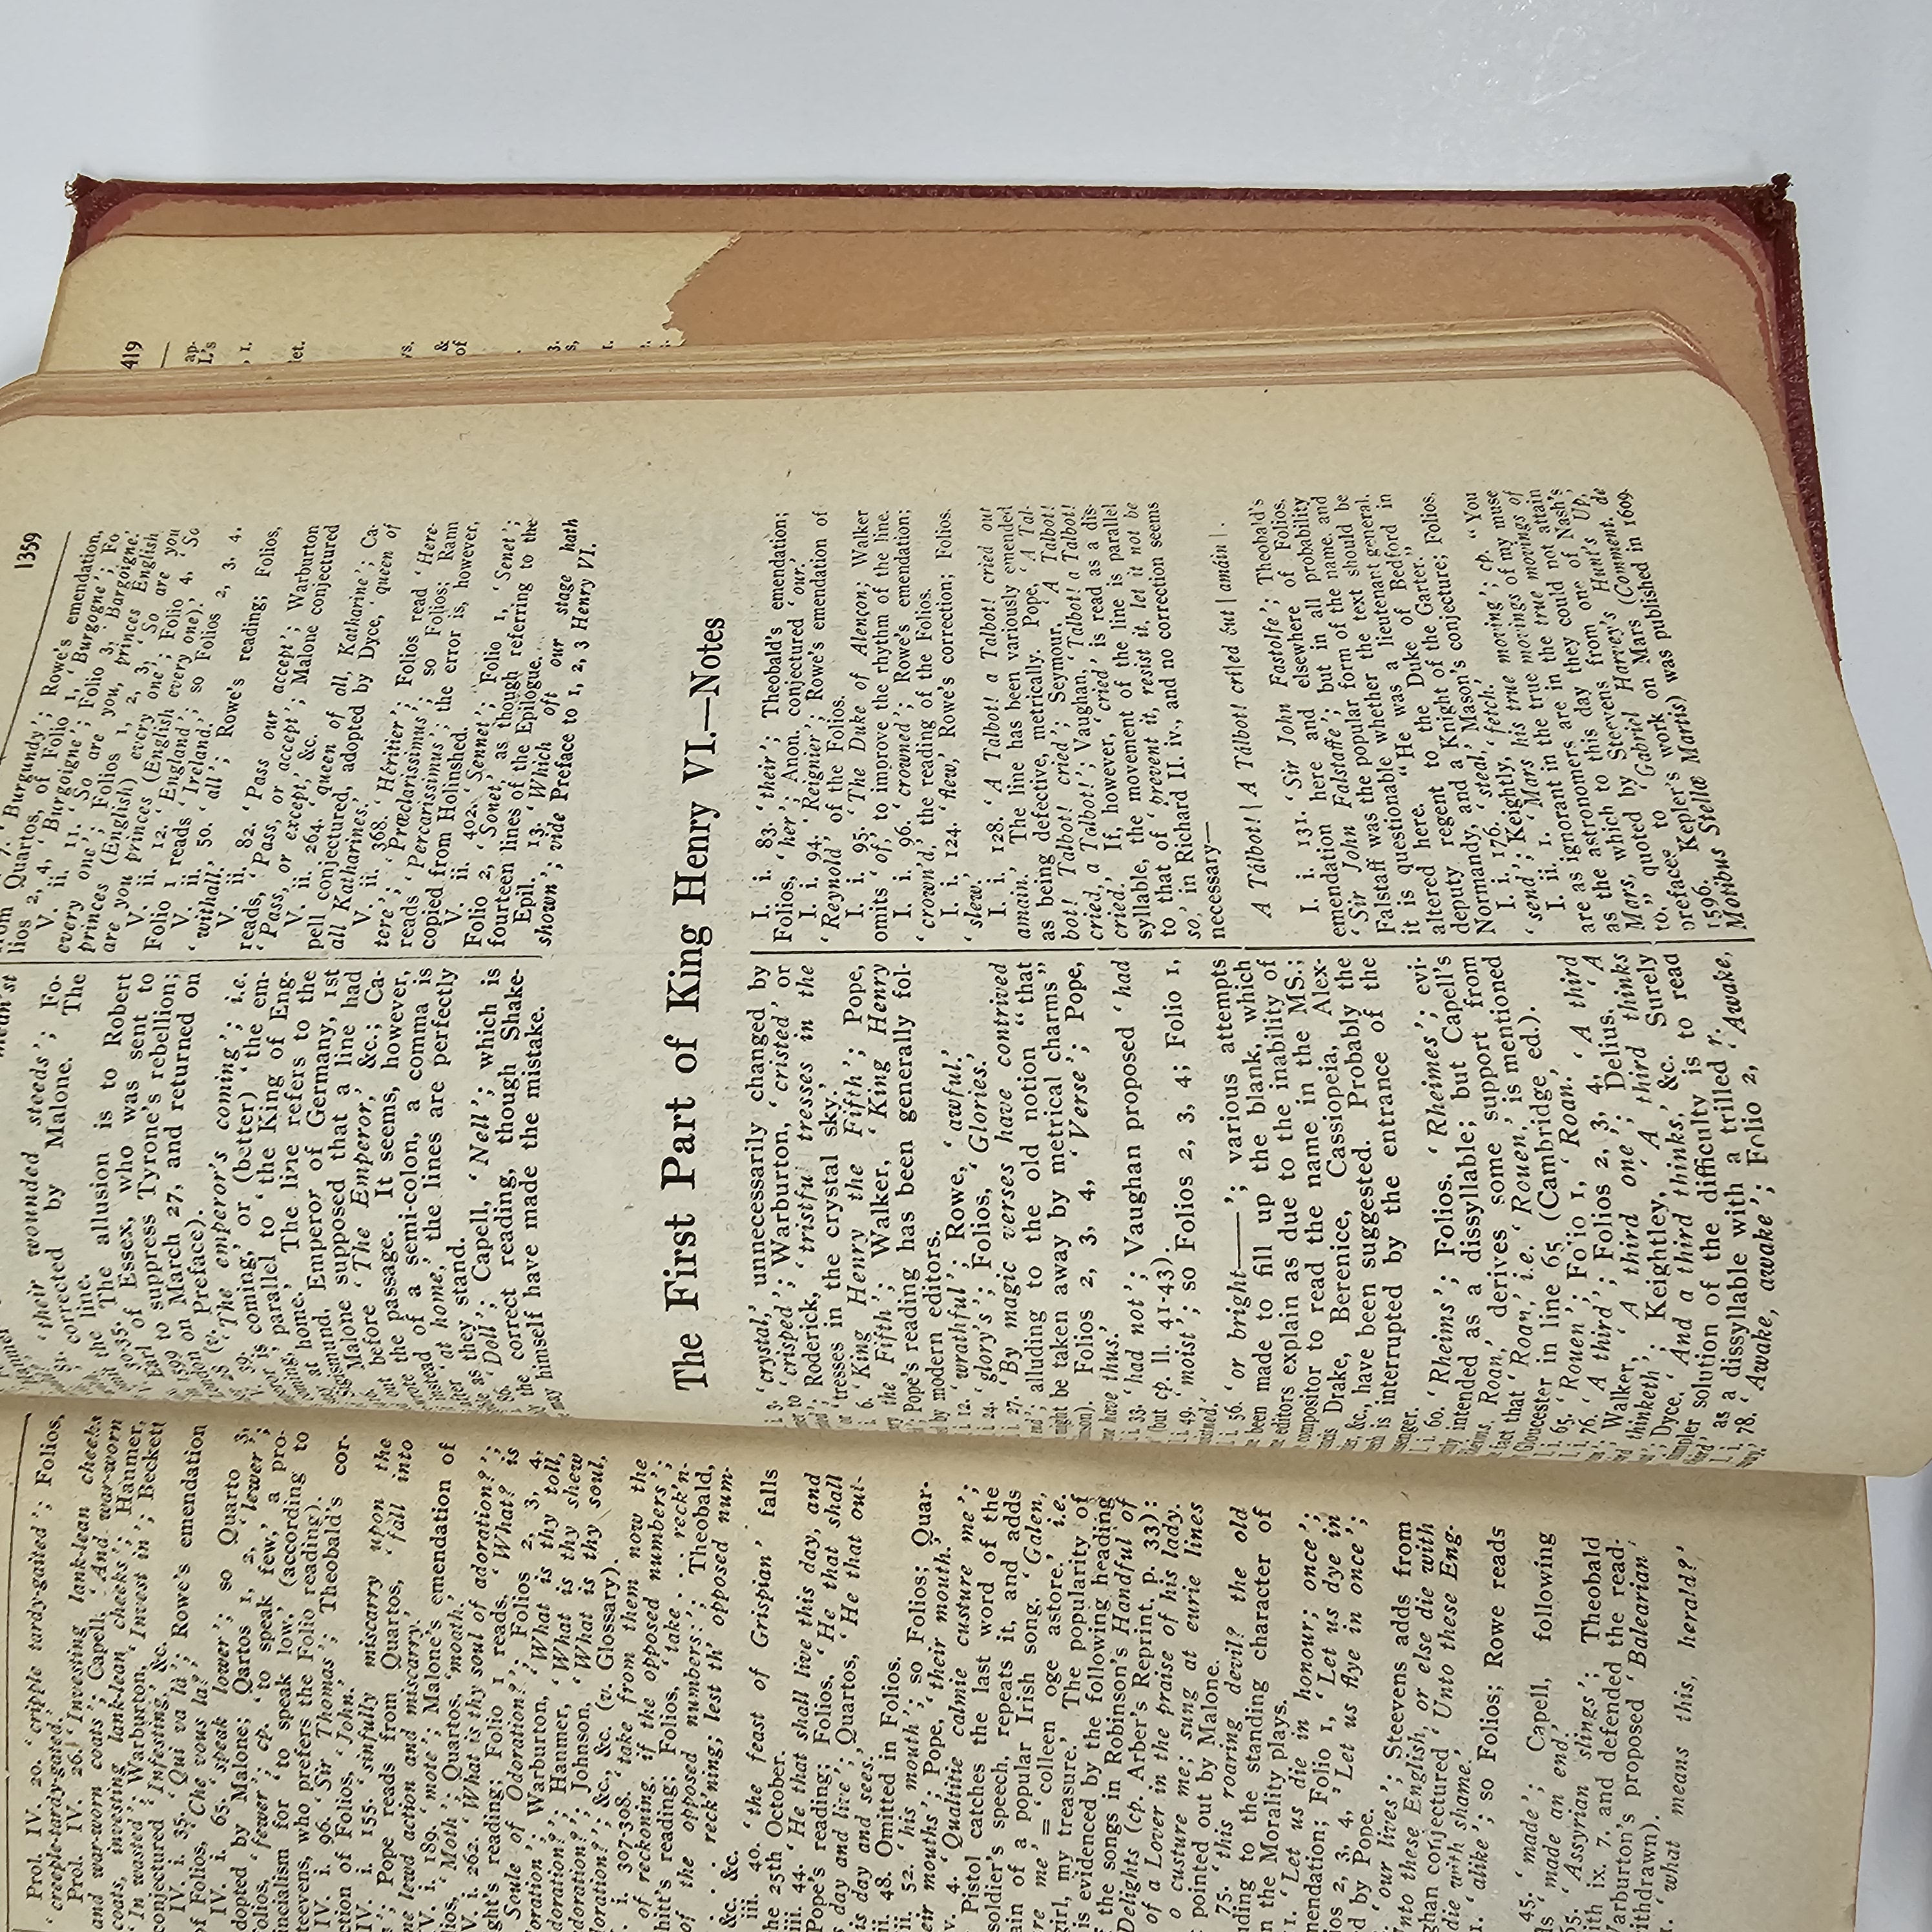 Prol. IV. 20. ‘cripple tardy-gaited’; Folios,
‘creeple-tardy-gated.’
Prol. IV. 26. ‘Investing lank-lean cheeks
and war-worn coats’; Capell, ‘And war-worn
coats, investing lank-lean cheeks’; Hanmer,
‘In wasted’; Warburton, ‘Invest in’; Beckett
conjectured ‘Infesting,’ &c.
IV. i. 35. ‘Qui va là’; Rowe's emendation
of Folios, ‘Che vous la?’
IV. i. 65. ‘speak lower’; so Quarto 3,
dopted by Malone; Qartos 1, 2, ‘lewer’;
olios, ‘fewer’; cp. ‘to speak few,’ a pro-
incialism for ‘to speak low.’ (according to
teevens, who prefers the Folio reading).
IV. i. 96. ‘Sir Thomas’; Theobald's cor-
ction of Folios, ‘John.’
IV. i. 155. ‘sinfully miscarry upon the
’; Pope reads from Quartos, ‘fall into
me lewd action and miscarry.’
V. i. 189. ‘mote’; Malone's emendation of
lios, ‘Moth’; Quartos, ‘moath.’
V. i. 262. ‘What is thy soul of adoration?’;
ght's reading; Folio 1 reads, ‘What? is
Soule of Odoration?’; Folios 2, 3, 4,
oration’; Warburton, ‘What is thy toll,
doration?’; Hanmer, ‘What is thy shew
doration?’; Johnson, ‘What is thy soul,
loration?’; &c., &c. (v. Glossary).
. i. 307-308. ‘take from them now the
of reckoning, if the opposed numbers’;
hitt's reading; Folios, ‘take . . . reck'n-
of the opposed numbers:’; Theobald,
. . . reck'ning; lest th' opposed num-
&c. &c.
iii. 40. ‘the feast of Grispian’ falls
he 25th October.
iii. 44. ‘He that shall live this day, and
Pope's reading; Folios, ‘He that shall
s day and live’; Quartos, ‘He that out-
is day and sees.’
ii. 48. Omitted in Folios.
ii. 52. ‘his mouth’; so Folios; Quar-
eir mouths’; Pope, ‘their mouth.’
v. 4. ‘Qualtitie calmie custure me’;
Pistol catches the last word of the
soldier's speech, repeats it, and adds
ain of a popular Irish song, ‘Galen,
re me’ = ‘colleen oge astore.’ i.e.
girl, my treasure.’ The popularity of
is evidenced by the following heading
f the songs in Robinson's Handful of
Delights (cp. Arber's Reprint, p. 33):
of a Lover in the praise of his lady.
o custure me; sung at eurie lines
pointed out by Malone.
75. ‘this roaring devil? the old
uding to the standing character of
n the Morality plays.
1. ‘Let us die in honour; once’;
mendation; Folio 1, ‘Let us dye in
ios 2, 3, 4, ’Let us flye in once’;
d by Pope.
‘our lives’; Steevens adds from
Unto these English, or else die with
ghan conjectured ‘Unto these Eng-
die with shame.’
1. ‘alike’; so Folios; Rowe reads
45. ‘made’; Capell, following
ds ‘made an end.’
65. ‘Assyrian slings’; Theobald
ith ix. 7. and defended the read-
Warburton's proposed ‘Balearian’
ithdrawn).
1. ‘what means this, herald?’
1359
mean'st
Hanmer
81. ‘their wounded steeds’; Fo-
corrected by Malone. The
omit the line.
30-35. The allusion is to Robert
Earl of Essex, who was sent to
in 1599 to suppress Tyrone's rebellion;
London on March 27, and returned on
28 (v. Preface).
V. 39. ‘The emperor's coming’; i.e.
emperor is coming,’ or (better) ‘the em-
coming,’ parallel to ‘the King of Eng-
stay at home.’ The line refers to the
Sigismund, Emperor of Germany, 1st
Malone supposed that a line had
out before ‘The Emperor,’ &c.; Ca-
wrote the passage. It seems, however,
instead of a semi-colon, a comma is
after ‘at home,’ the lines are perfectly
as they stand.
86. ‘Doll’; Capell, ‘Nell’; which is
the correct reading, though Shake-
may himself have made the mistake.
7. ‘Burgundy’; Rowe's emendation,
from Quartos, of Folio 1, ‘Burgogne’; Fo
lios 2, 4, ‘Burgoigne’; Folio 3, ‘Bargoigne.’
V. ii. 11. ‘So are you, princes English
every one’; Folios 1, 2, 3, ‘So are you
princes (English) every one’; Folio 4, ‘So
are you princes (English every one).’
V. ii. 12. ‘England’; so Folios 2, 3, 4.
Folio 1 reads ‘Ireland.’
V. ii. 50. ‘all’; Rowe's reading; Folios,
‘withall.’
V. ii. 82. ‘Pass our accept’; Warburton
reads, ‘Pass, or accept’; Malone conjectured
‘Pass, or except,’ &c.
V. ii. 264. ‘queen of all, Katharine’; Ca-
pell conjectured, adopted by Dyce, ‘queen of
all Katharines.’
V. ii. 368. ‘Héritier’; Folios read ‘Here-
tere’; ‘Præclarissimus’; so Folios; Rann
reads ‘Percarissimus’; the error is, however,
copied from Holinshed.
V. ii. 402. ‘Sennet’; Folio 1, ‘Senet’;
Folio 2, ‘Sonet,’ as though referring to the
fourteen lines of the Epilogue.
Epil. 13. ‘Which oft our stage hath
shown’; vide Preface to 1, 2, 3 Henry VI.
The First Part of King Henry VI.—Notes
i. 3. ‘crystal,’ unnecessarily changed by
to ‘crisped’; Warburton, ‘cristed’ or
Roderick, ‘tristful tresses in the
or ‘tresses in the crystal sky.’
i. 6. ‘King Henry the Fifth’; Pope,
the Fifth’; Walker, ‘King Henry
Pope's reading has been generally fol-
by modern editors.
i. 12. ‘wrathful’; Rowe, ‘awful.’
i. 24. ‘glory's’; Folios, ‘Glories.’
i. 27. ‘By magic verses have contrived
end’; alluding to the old notion “that
might be taken away by metrical charms”
Folios 2, 3, 4, ‘Verse’; Pope,
have thus.’
i. 33. ‘had not’; Vaughan proposed ‘had
(but cp. ll. 41-43).
i. 49. ‘moist’; so Folios 2, 3, 4; Folio 1,
i. 56. ‘or bright——’; various attempts
been made to fill up the blank, which
editors explain as due to the inability of
compositor to read the name in the MS.;
Drake, Berenice, Cassiopeia, Alex-
&c., have been suggested. Probably the
is interrupted by the entrance of the
i. 60. ‘Rheims’; Folios, ‘Rheimes’; evi-
intended as a dissyllable; but Capell's
Rheims, Roan,’ derives some support from
fact that ‘Roan,’ i.e. ‘Rouen,’ is mentioned
Gloucester in line 65 (Cambridge ed.).
i. 65. ‘Rouen’; Folio 1, ‘Roan.’
i. 76. ‘A third’; Folios 2, 3, 4, ‘A third
Walker, ‘A third one’; Delius, ‘A
thinketh’; Keightley, ‘A third thinks
Dyce, ‘And a third thinks,’ &c. Surely
simpler solution of the difficulty is to read
as a dissyllable with a trilled r.
i. 78. ‘Awake, awake’; Folio 2, ‘Awake,
I. i. 83. ‘their’; Theobald's emendation;
Folios, ‘her’; Anon. conjectured ‘our.’
I. i. 94. ‘Reignier’; Rowe's emendation of
‘Reynold’ of the Folios.
I. i. 95. ‘The Duke of Alençon; Walker
omits ‘of,’ to improve the rhythm of the line.
I. i. 96. ‘crowned’; Rowe's emendation;
‘crown'd,’ the reading of the Folios.
I. i. 124. ‘flew,’ Rowe's correction; Folios,
‘slew.’
I. i. 128. ‘A Talbot! a Talbot! cried out
amain.’ The line has been variously emended
as being defective, metrically. Pope, ‘A Tal-
bot! Talbot! cried’; Seymour, ‘A Talbot!
cried, a Talbot!’; Vaughan, ‘Talbot! a Talbot!
cried.’ If, however, ‘cried’ is read as a dis-
syllable, the movement of the line is parallel
to that of ‘prevent it, resist it, let it not be
so,’ in Richard II. iv., and no correction seems
necessary—
A Tálbot! | A Tálbot! crí|ed óut | amáin | .
I. i. 131. ‘Sir John Fastolfe’; Theobald's
emendation here and elsewhere of Folios,
‘Sir John Falstaffe’; but in all probability
Falstaff was the popular form of the name, and
it is questionable whether the text should be
altered here. “He was a lieutenant general,
deputy regent to the Duke of Bedford in
Normandy, and a Knight of the Garter.”
I. i. 176. ‘steal,’ Mason's conjecture; Folios,
‘send’; Keightly, ‘fetch.’
I. ii. 1. ‘Mars his true moving’; cp. “You
are as ignorant in the true movings of my muse
as the astronomers are in the true movings of
Mars, which to this day they could not attain
to,” quoted by Steevens from one of Nash's
prefaces to ‘Gabriel Harvey's Hunt's Up,’
1596. Kepler's work on Mars (Comment. de
Motibus Stellæ Martis) was published in 1609.
419
ap-
L's
let.
&
of